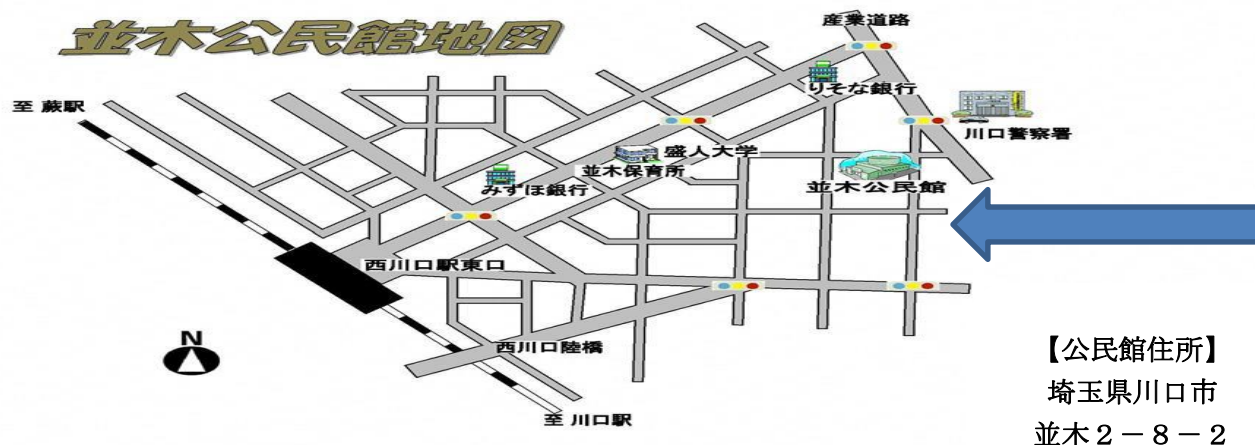 並木公民館地図
産業道路
至 蕨駅
りそな銀行
川口警察署
盛人大学
並木保育所
みずほ銀行
並木公民館
西川口駅東口
N
西川口陸橋
至 川口駅
【公民館住所】
埼玉県川口市
並木２－８－２